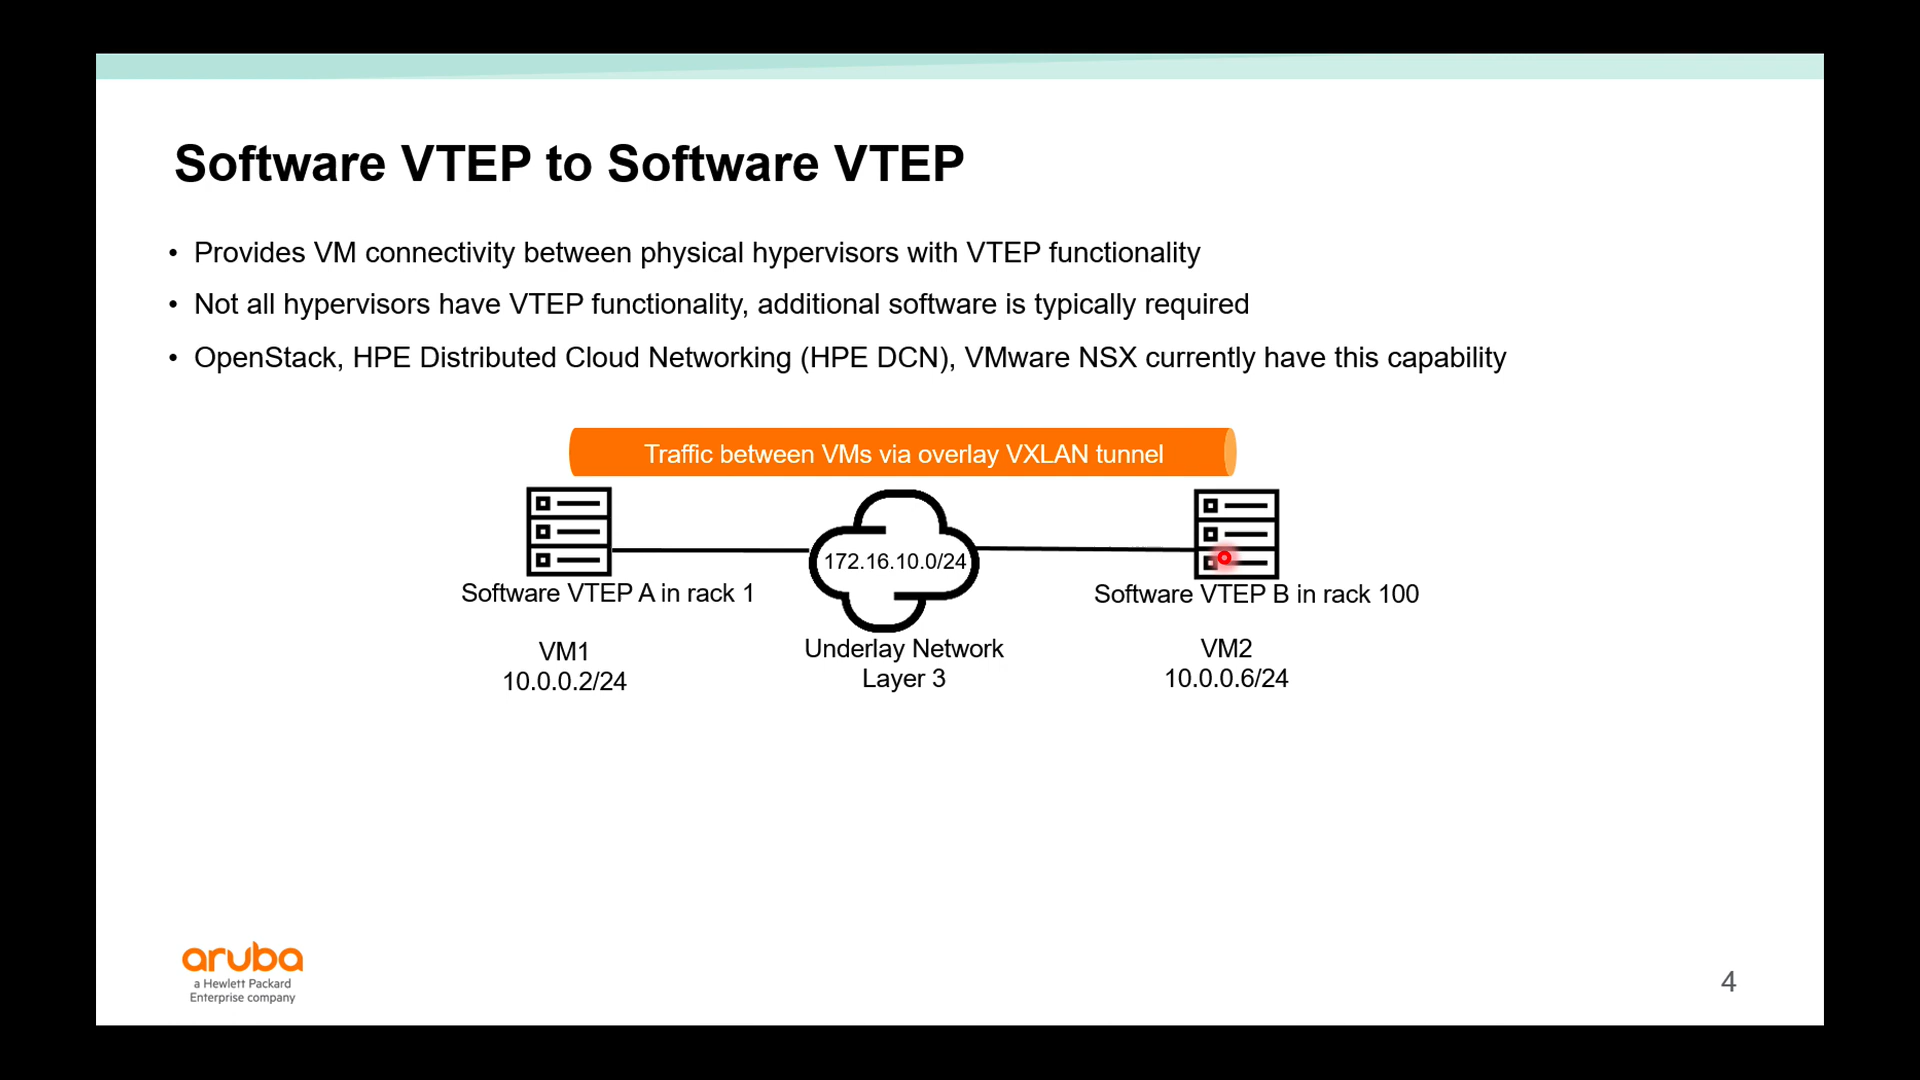 Software VTEP to Software VTEP
• Provides VM connectivity between physical hypervisors with VTEP functionality
• Not all hypervisors have VTEP functionality, additional software is typically required
• OpenStack, HPE Distributed Cloud Networking (HPE DCN), VMware NSX currently have this capability
Traffic between VMs via overlay VXLAN tunnel
172.16.10.0/24
Software VTEP A in rack 1
Software VTEP B in rack 100
VM1
10.0.0.2/24
Underlay Network
Layer 3
VM2
10.0.0.6/24
aruba
a Hewlett Packard
Enterprise company
4